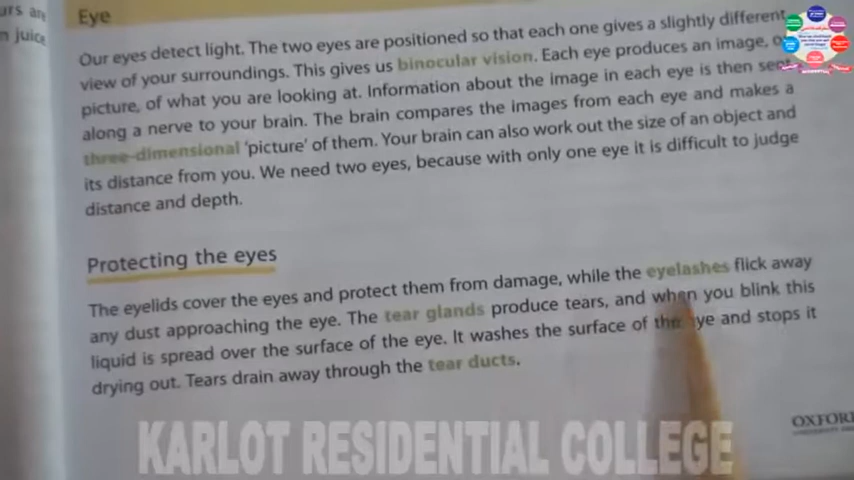 ars are
n juice
Eye
Our eyes detect light. The two eyes are positioned so that each one gives a slightly different
view of your surroundings. This gives us binocular vision. Each eye produces an image, or
picture, of what you are looking at. Information about the image in each eye is then sent
along a nerve to your brain. The brain compares the images from each eye and makes a
three-dimensional 'picture' of them. Your brain can also work out the size of an object and
its distance from you. We need two eyes, because with only one eye it is difficult to judge
distance and depth.
Protecting the eyes
The eyelids cover the eyes and protect them from damage, while the eyelashes flick away
any dust approaching the eye. The tear glands produce tears, and when you blink this
liquid is spread over the surface of the eye. It washes the surface of the eye and stops it
drying out. Tears drain away through the tear ducts.
OXFORD
KARLOT RESIDENTIAL COLLEGE